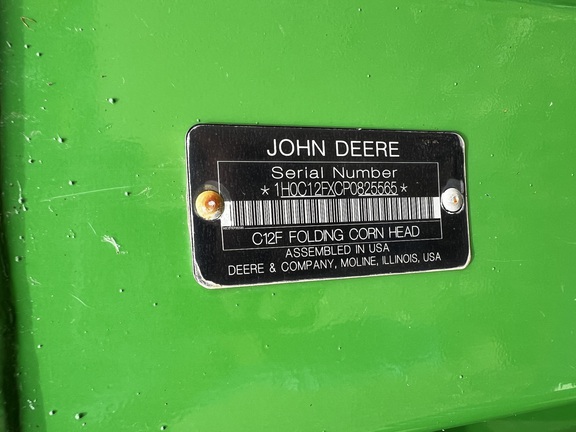 JOHN DEERE
Serial Number
*1H0C12FXCP0825565*
C12F FOLDING CORN HEAD
ASSEMBLED IN USA
DEERE & COMPANY, MOLINE, ILLINOIS, USA